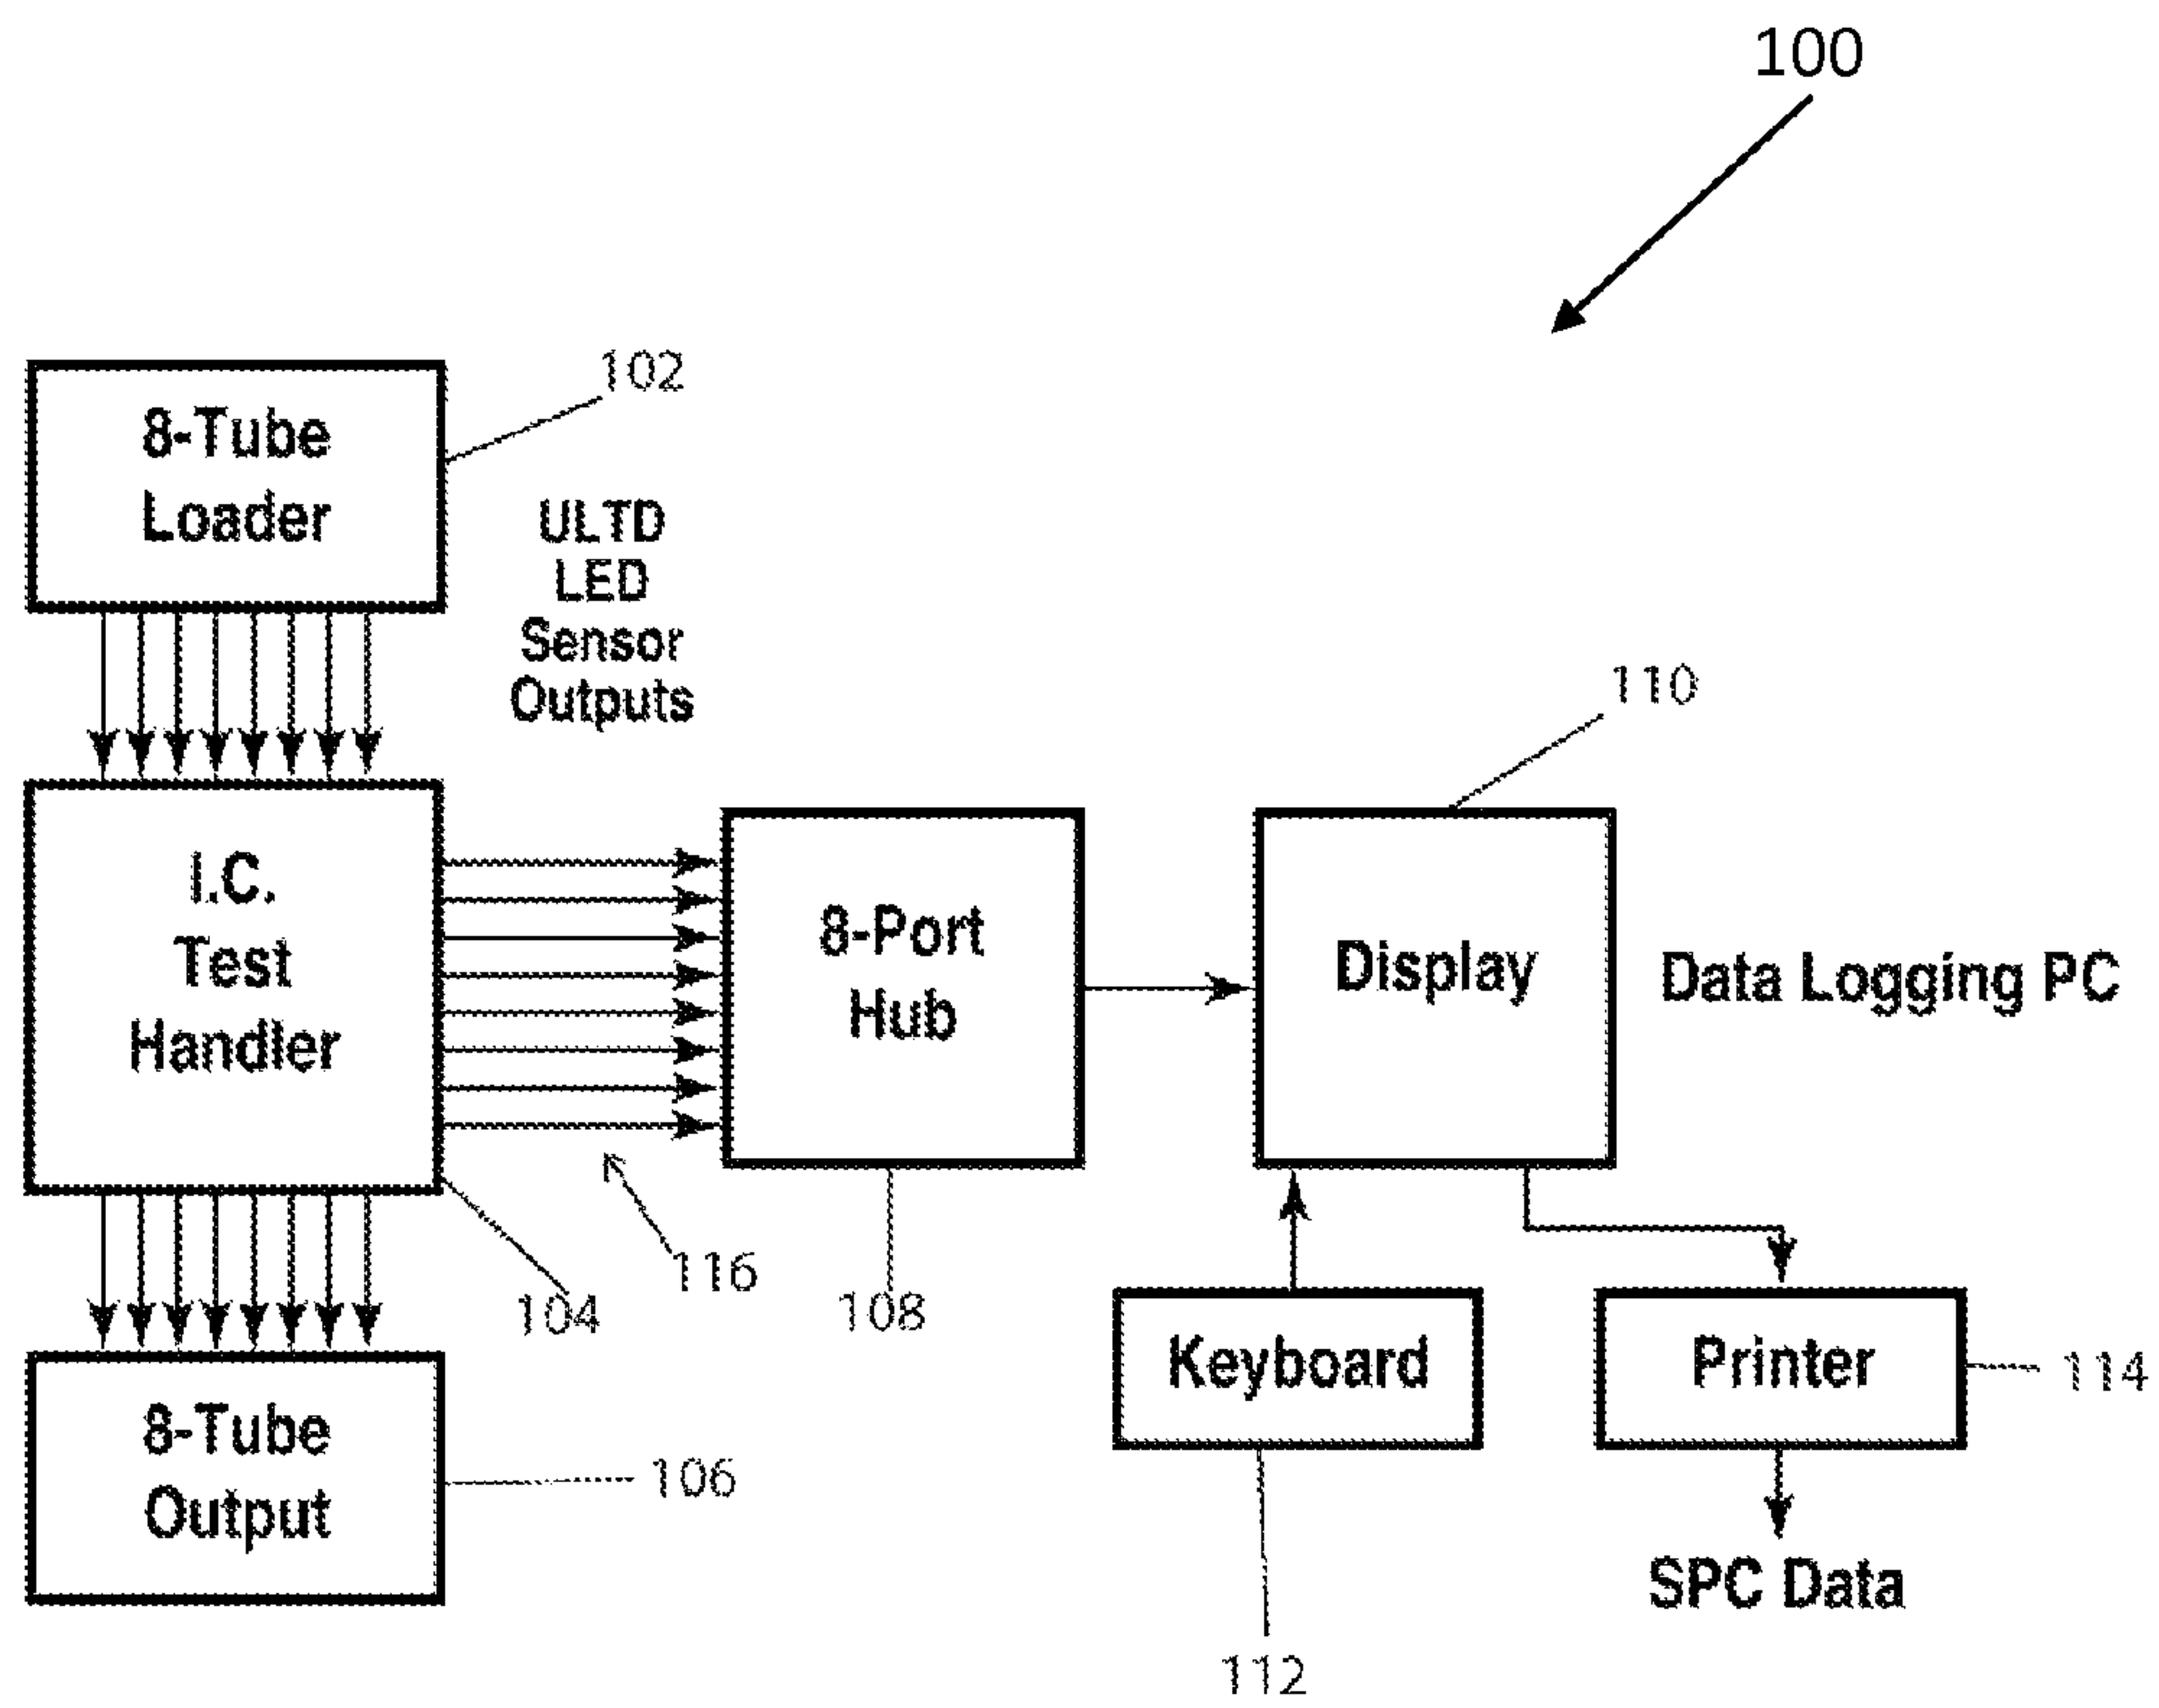 100
102
8-Tube
Loader
ULTD
LED
Sensor
Outputs
110
I.C.
Test
Handler
8-Port
Hub
Display
Data Logging PC
116
104
108
Keyboard
Printer
114
8-Tube
Output
106
SPC Data
112